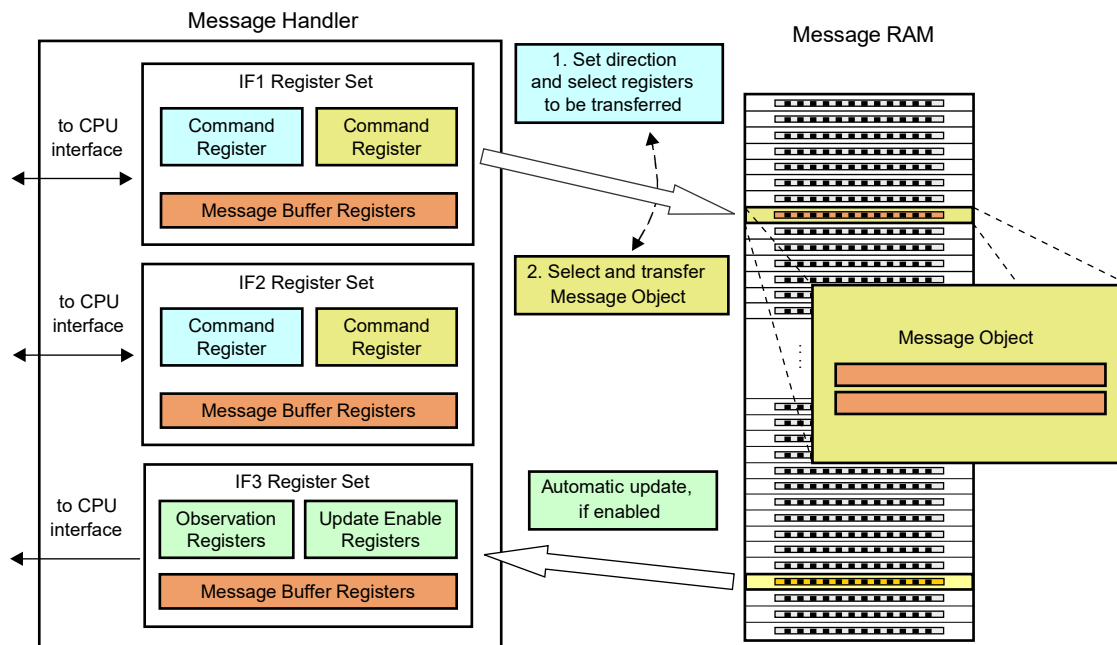 Message Handler
Message RAM
IF1 Register Set
Command
Register
Command
Register
Message Buffer Registers
to CPU
interface
1. Set direction
and select registers
to be transferred
2. Select and transfer
Message Object
IF2 Register Set
Command
Register
Command
Register
Message Buffer Registers
to CPU
interface
Message Object
IF3 Register Set
Observation
Registers
Update Enable
Registers
Message Buffer Registers
to CPU
interface
Automatic update,
if enabled